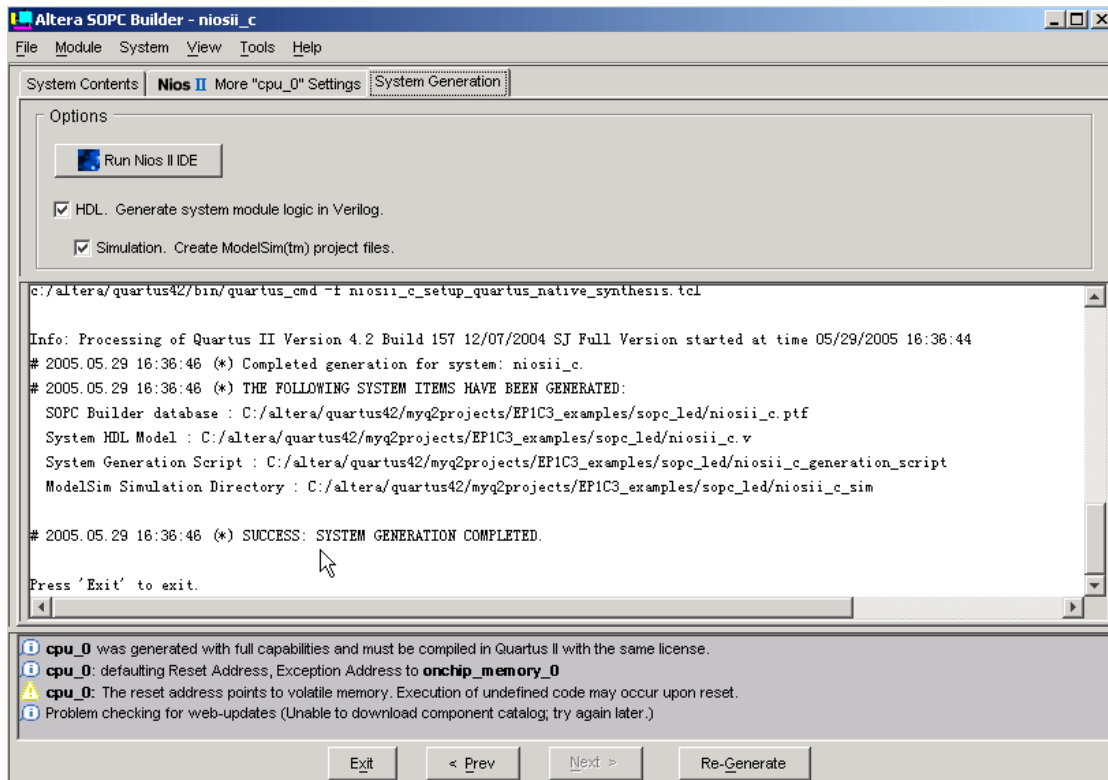 Altera SOPC Builder - niosii_c
File Module System View Tools Help
System Contents Nios II More "cpu_0" Settings System Generation
Options
Run Nios II IDE
HDL. Generate system module logic in Verilog.
Simulation. Create ModelSim(tm) project files.
c:/altera/quartus42/bin/quartus_cmd -f niosii_c_setup_quartus_native_synthesis.tcl
Info: Processing of Quartus II Version 4.2 Build 157 12/07/2004 SJ Full Version started at time 05/29/2005 16:36:44
# 2005.05.29 16:36:46 (*) Completed generation for system: niosii_c.
# 2005.05.29 16:36:46 (*) THE FOLLOWING SYSTEM ITEMS HAVE BEEN GENERATED:
SOPC Builder database : C:/altera/quartus42/myq2projects/EP1C3_examples/sopc_led/niosii_c.ptf
System HDL Model : C:/altera/quartus42/myq2projects/EP1C3_examples/sopc_led/niosii_c.v
System Generation Script : C:/altera/quartus42/myq2projects/EP1C3_examples/sopc_led/niosii_c_generation_script
ModelSim Simulation Directory : C:/altera/quartus42/myq2projects/EP1C3_examples/sopc_led/niosii_c_sim
# 2005.05.29 16:36:46 (*) SUCCESS: SYSTEM GENERATION COMPLETED.
Press 'Exit' to exit.
cpu_0 was generated with full capabilities and must be compiled in Quartus II with the same license.
cpu_0: defaulting Reset Address, Exception Address to onchip_memory_0
cpu_0: The reset address points to volatile memory. Execution of undefined code may occur upon reset.
Problem checking for web-updates (Unable to download component catalog; try again later.)
Exit < Prev Next > Re-Generate